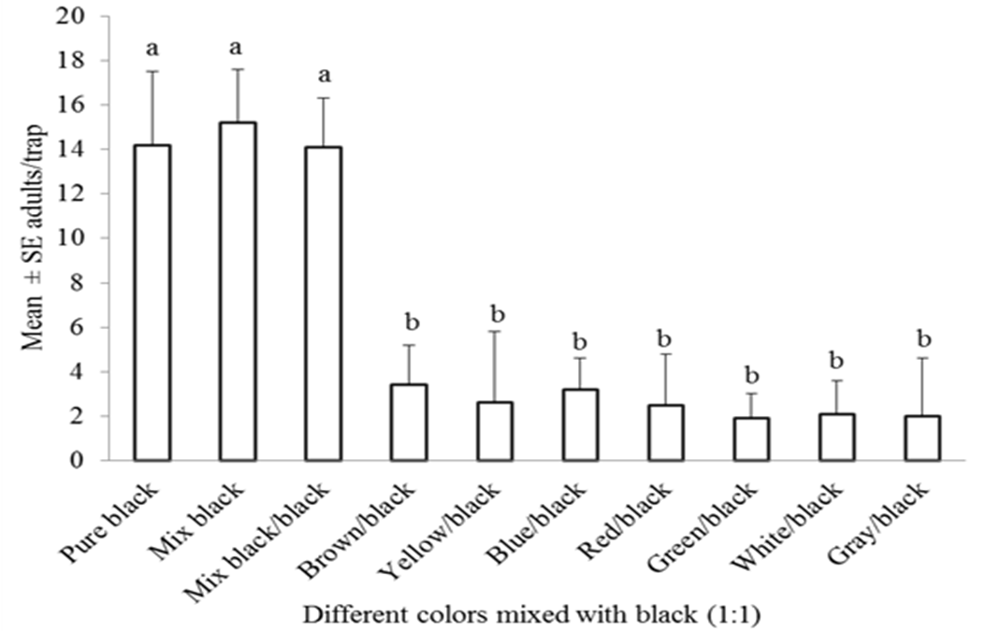 Mean ± SE adults/trap
20
18
16
14
12
10
8
6
4
2
0
a
a
a
b
b
b
b
b
b
b
Pure black
Mix black
Mix black/black
Brown/black
Yellow/black
Blue/black
Red/black
Green/black
White/black
Gray/black
Different colors mixed with black (1:1)